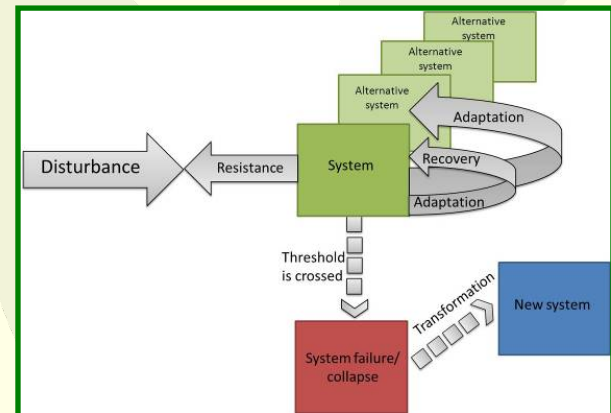 Alternative
system
Alternative
system
Alternative
system
Adaptation
Disturbance
Resistance
System
Recovery
Adaptation
Threshold
is crossed
Transformation
New system
System failure/
collapse